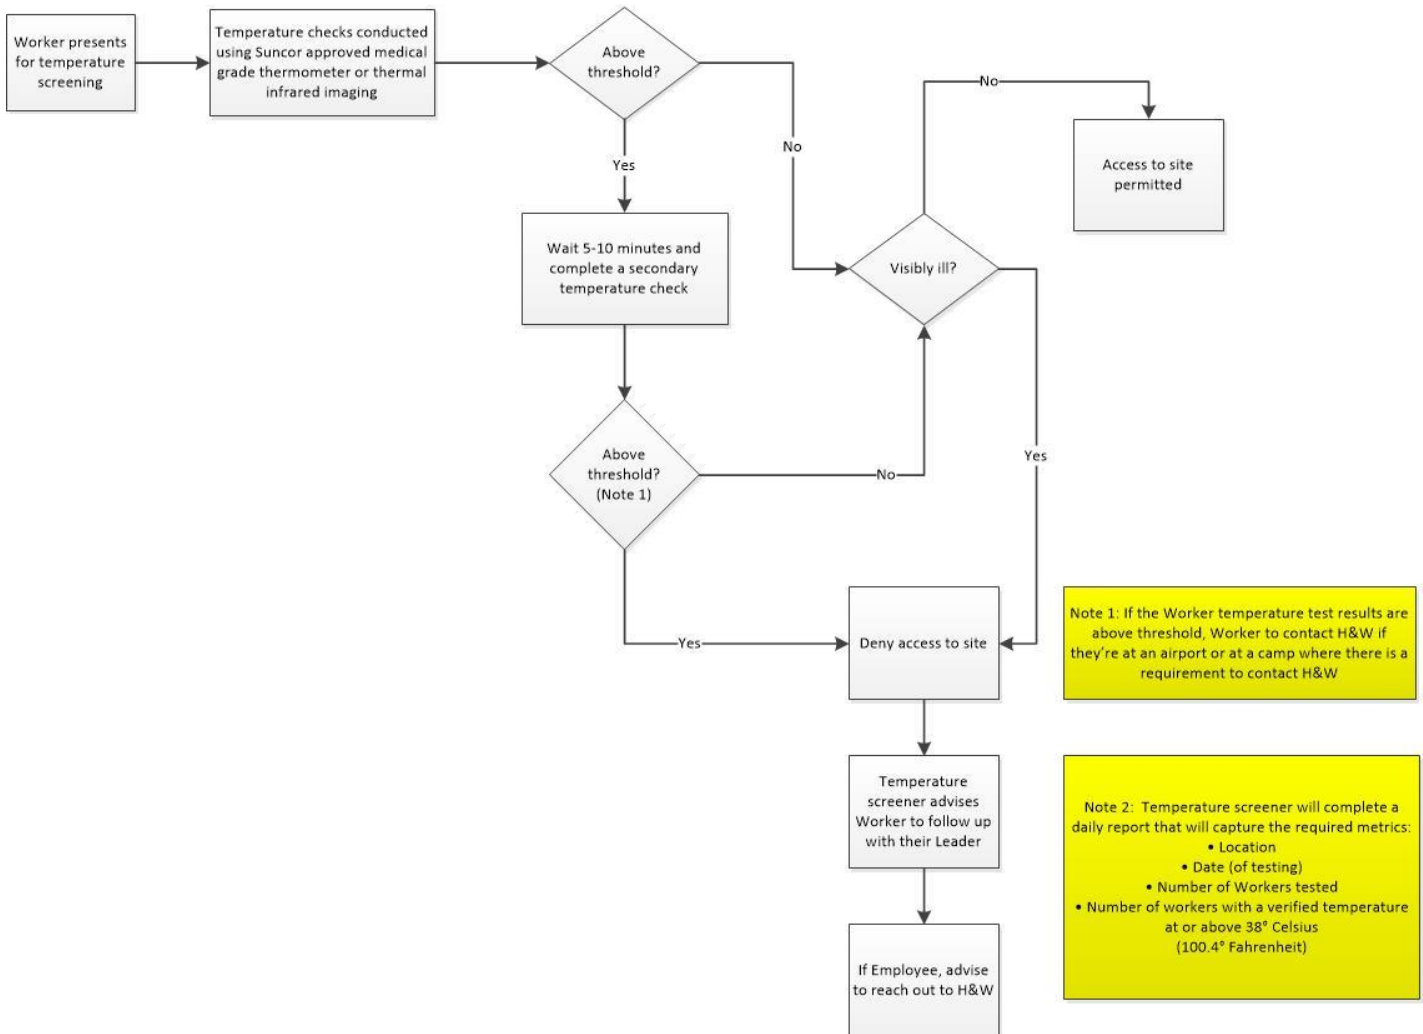 Worker presents
for temperature
screening
Temperature checks conducted
using Suncor approved medical
grade thermometer or thermal
infrared imaging
Above
threshold?
No
Yes
Wait 5-10 minutes and
complete a secondary
temperature check
Above
threshold?
(Note 1)
No
Yes
Visibly ill?
No
Access to site
permitted
Yes
Deny access to site
Temperature
screener advises
Worker to follow up
with their Leader
If Employee, advise
to reach out to H&W
Note 1: If the Worker temperature test results are
above threshold, Worker to contact H&W if
they're at an airport or at a camp where there is a
requirement to contact H&W
Note 2:  Temperature screener will complete a
daily report that will capture the required metrics:
• Location
• Date (of testing)
• Number of Workers tested
• Number of workers with a verified temperature
at or above 38° Celsius
(100.4° Fahrenheit)